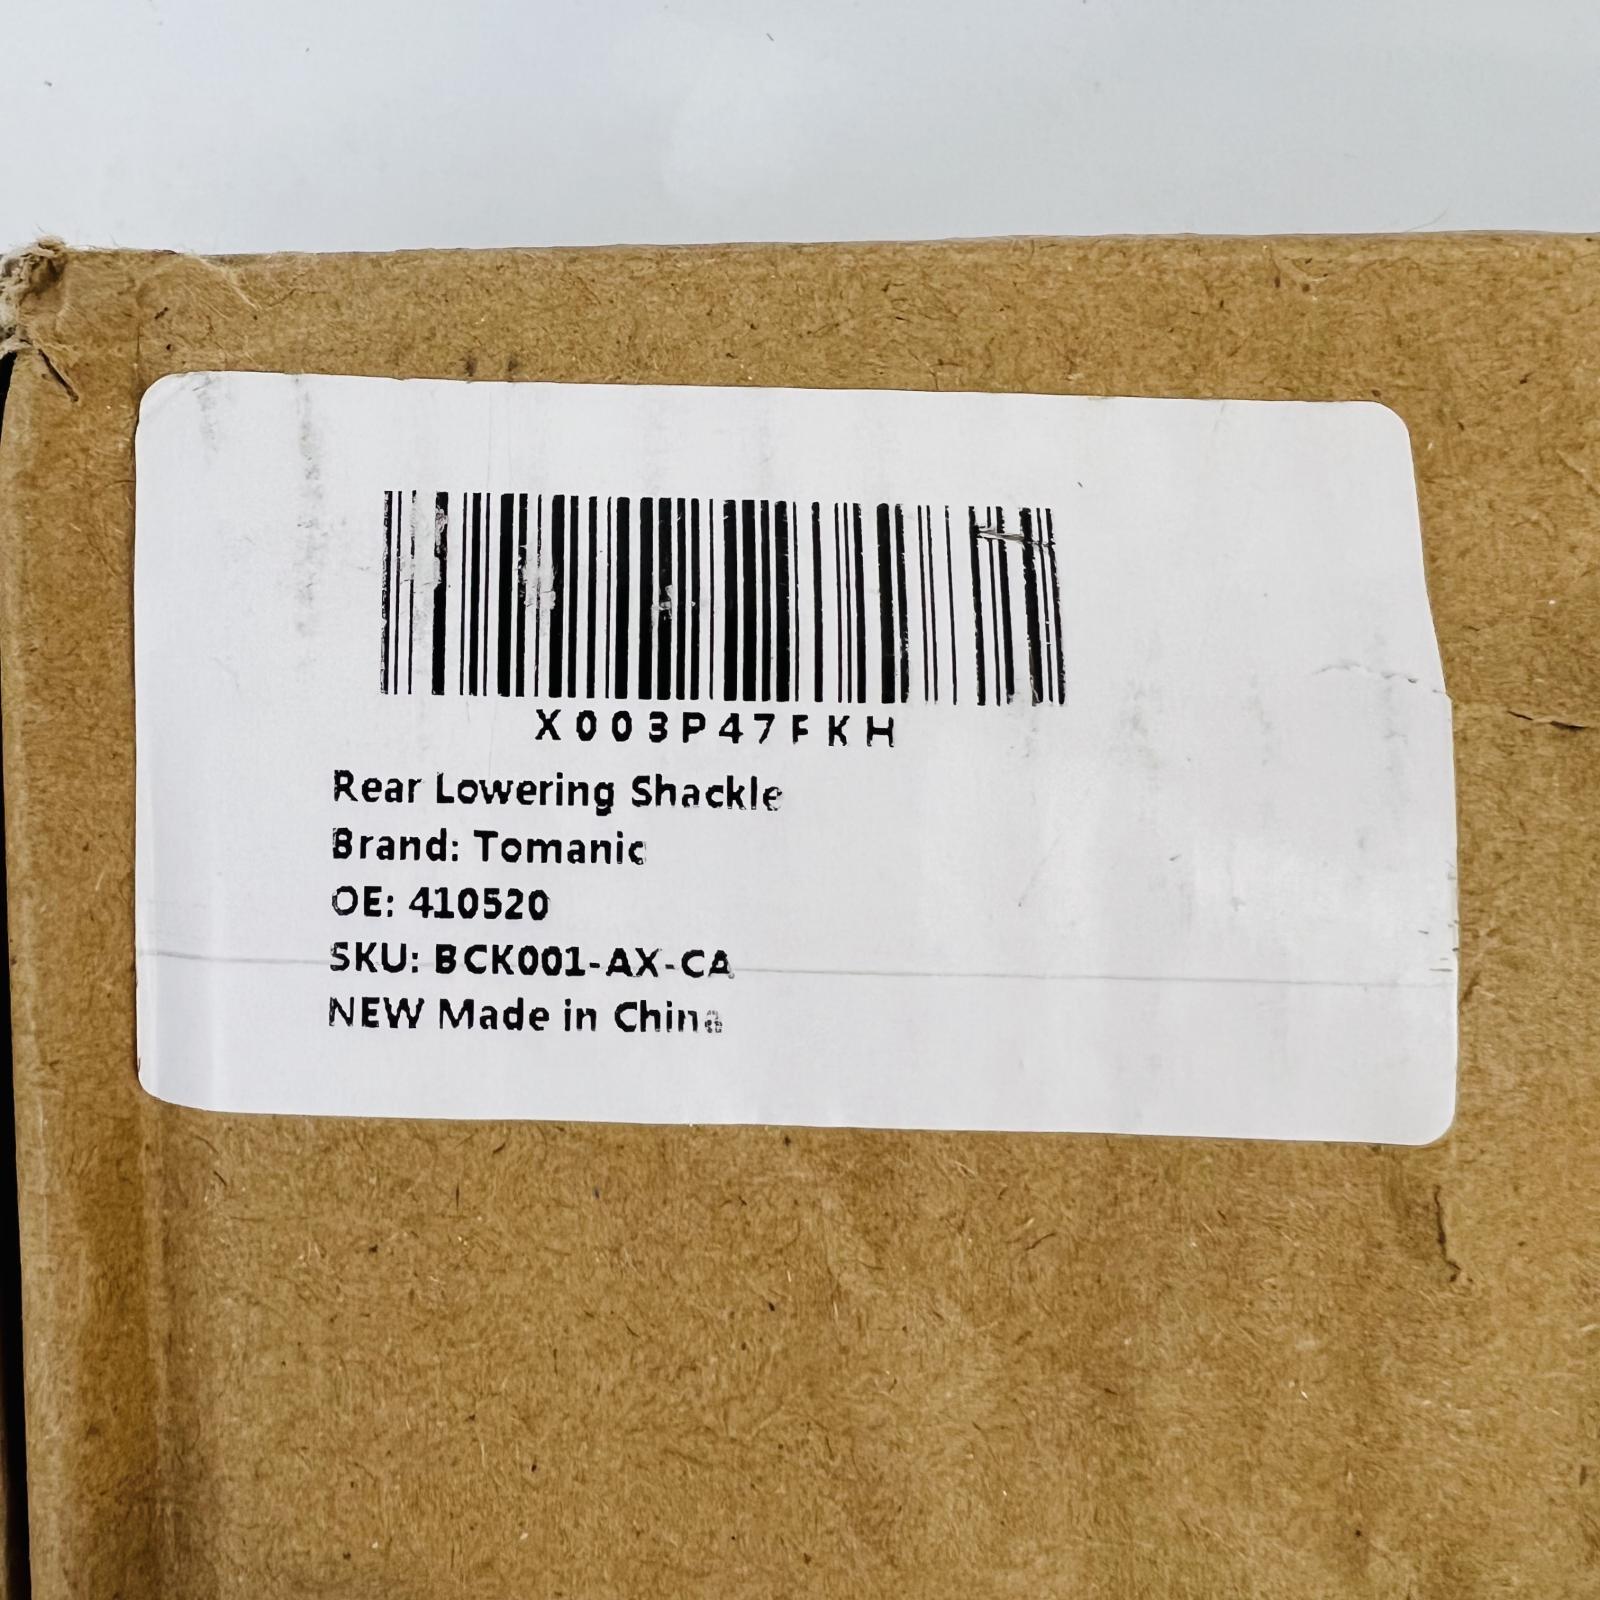 X003P47FKH
Rear Lowering Shackle
Brand: Tomanic
OE: 410520
SKU: BCK001-AX-CA
NEW Made in China